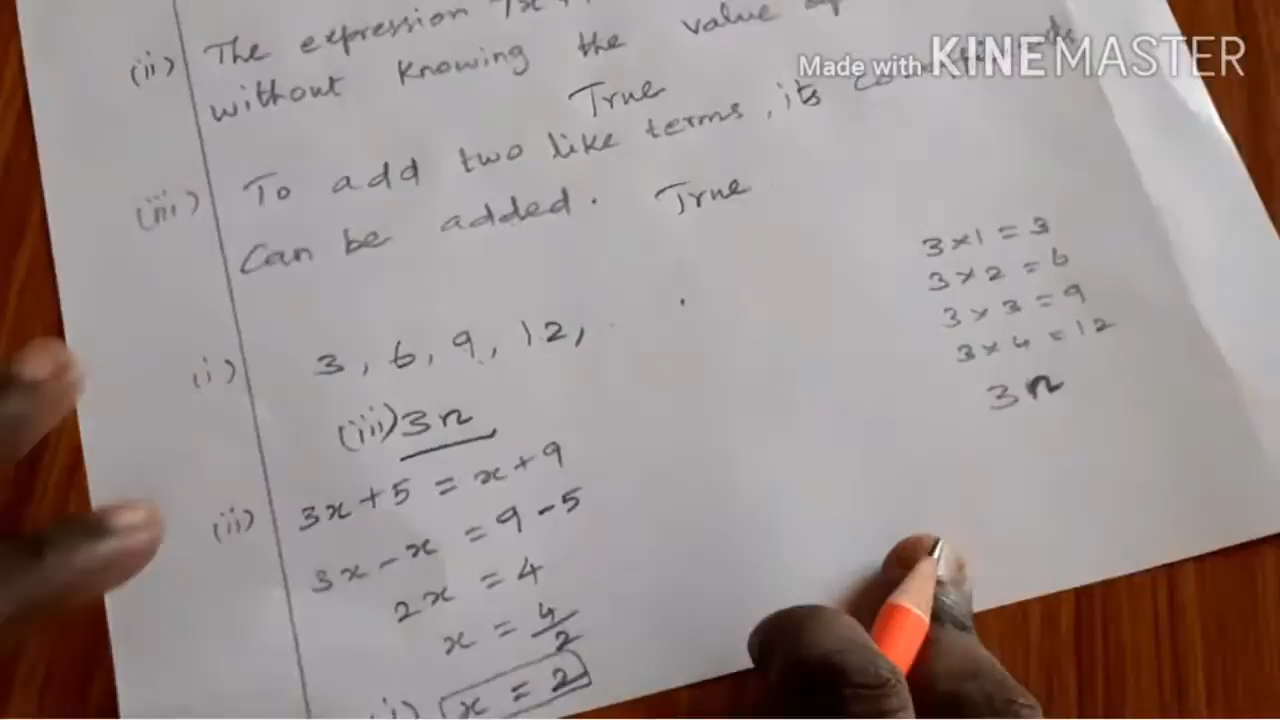 (ii) The expression 7x
without knowing the value
True
Made with KINEMASTER
(iii) To add two like terms, its
Can be added. True
3×1 = 3
3×2 = 6
3×3 = 9
3×4 = 12
3n
(i) 3, 6, 9, 12,
(iii) 3n
(ii) 3x+5 = x+9
3x-x = 9-5
2x = 4
x = 4/2
i) x = 2